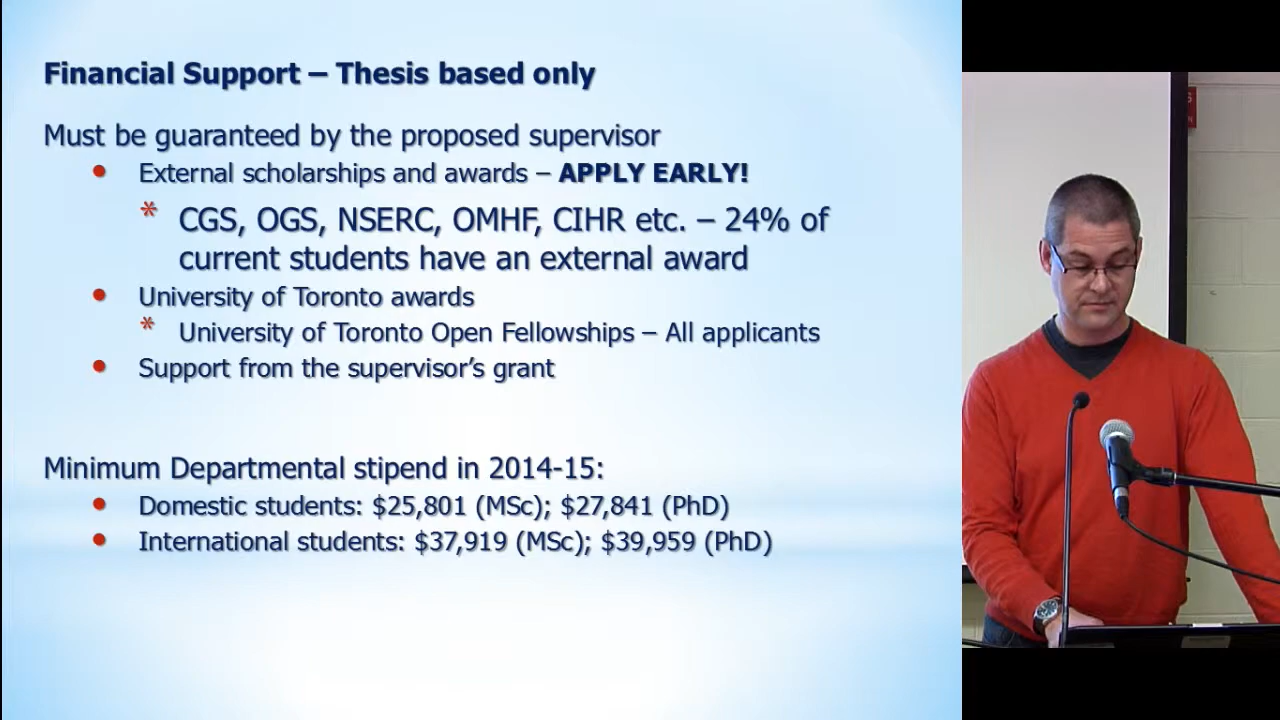 Financial Support – Thesis based only
Must be guaranteed by the proposed supervisor
• External scholarships and awards – APPLY EARLY!
* CGS, OGS, NSERC, OMHF, CIHR etc. – 24% of
current students have an external award
• University of Toronto awards
* University of Toronto Open Fellowships – All applicants
• Support from the supervisor’s grant
Minimum Departmental stipend in 2014-15:
• Domestic students: $25,801 (MSc); $27,841 (PhD)
• International students: $37,919 (MSc); $39,959 (PhD)